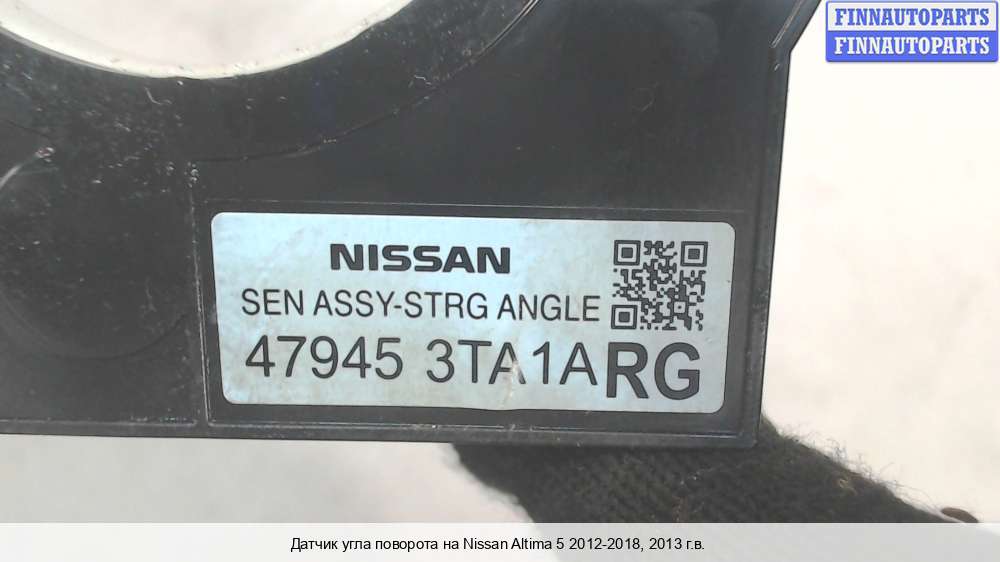 FINNAUTOPARTS
FINNAUTOPARTS
NISSAN
SEN ASSY-STRG ANGLE
47945 3TA1ARG
Датчик угла поворота на Nissan Altima 5 2012-2018, 2013 г.в.